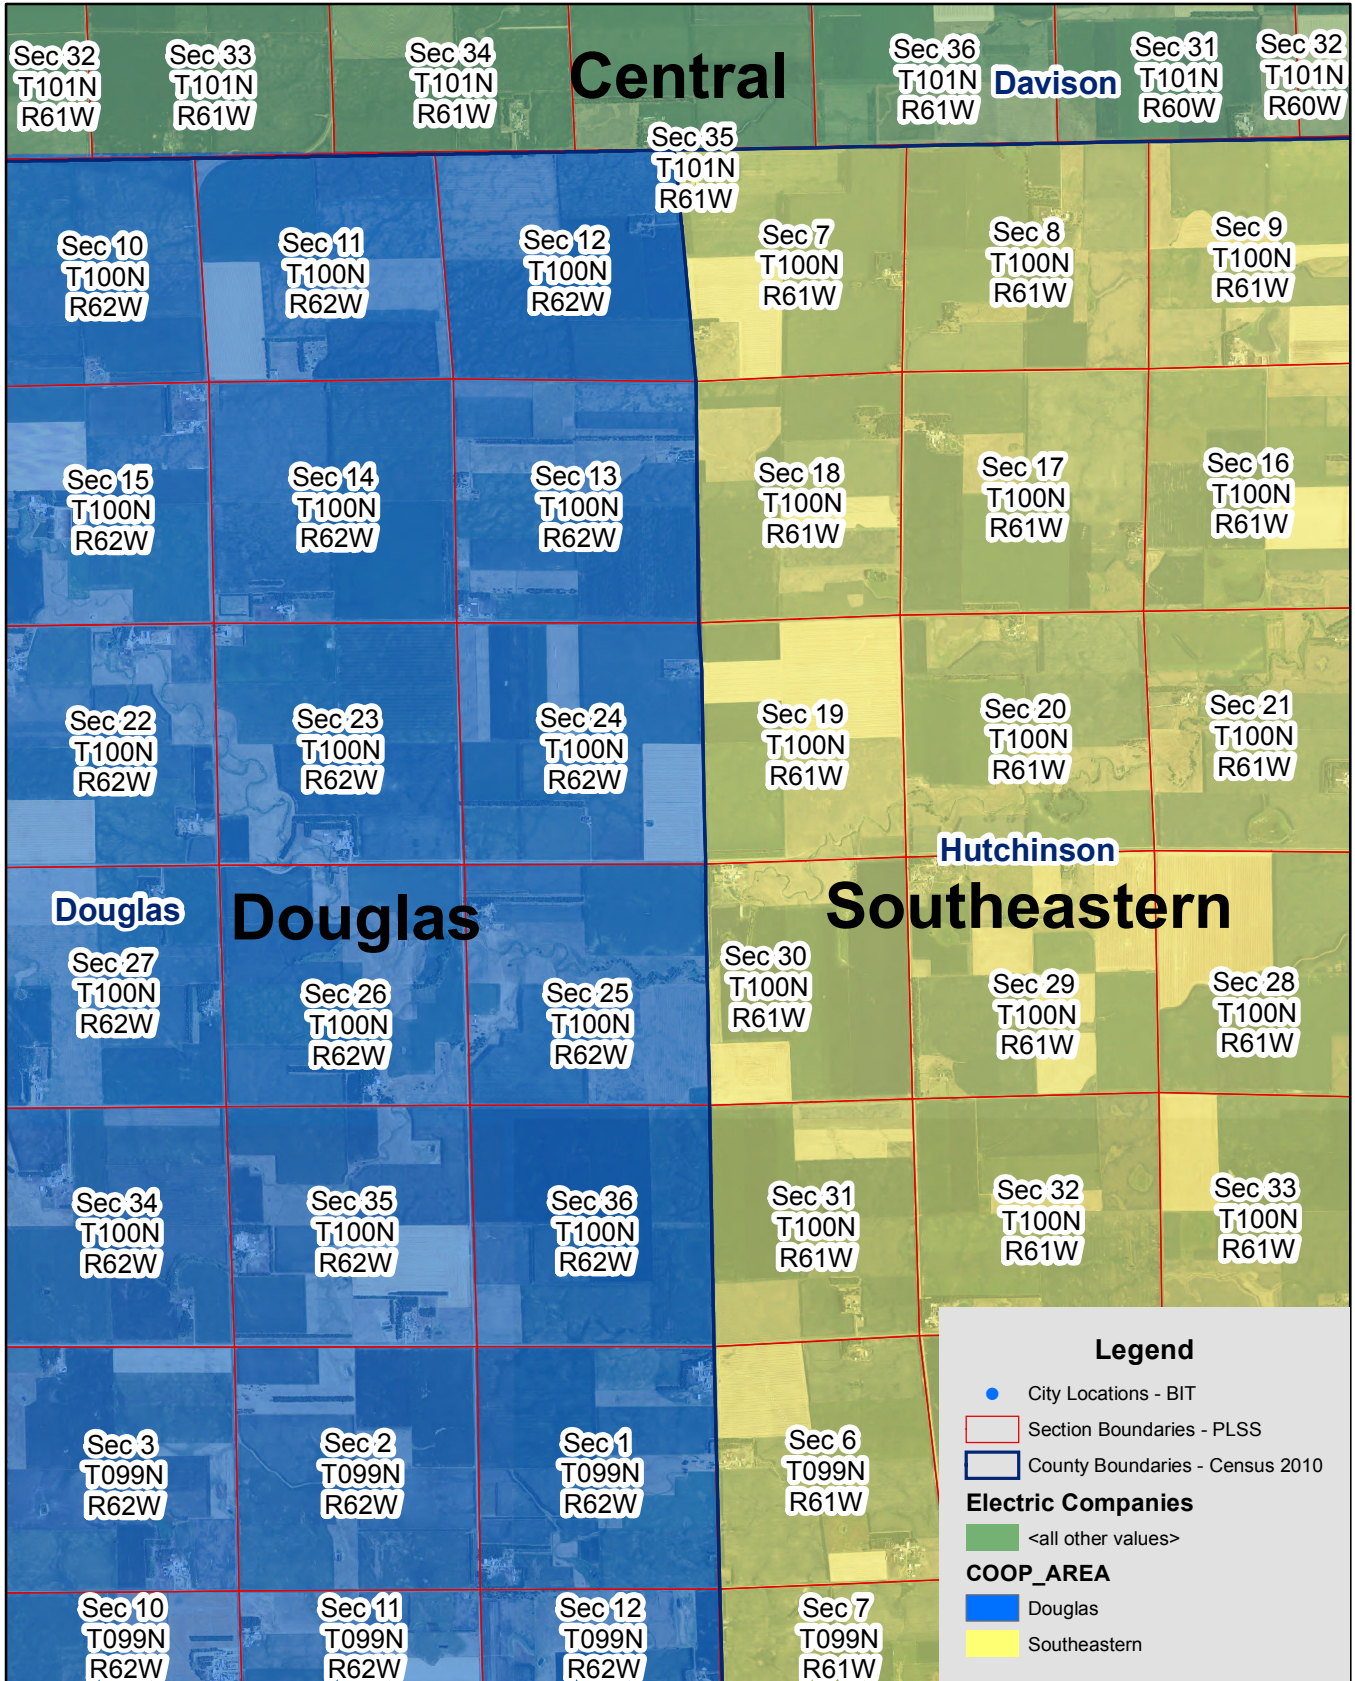 Sec 32
T101N
R61W
Sec 33
T101N
R61W
Sec 34
T101N
R61W
Central
Sec 36
T101N
R61W
Davison
Sec 31
T101N
R60W
Sec 32
T101N
R60W
Sec 35
T101N
R61W
Sec 10
T100N
R62W
Sec 11
T100N
R62W
Sec 12
T100N
R62W
Sec 7
T100N
R61W
Sec 8
T100N
R61W
Sec 9
T100N
R61W
Sec 15
T100N
R62W
Sec 14
T100N
R62W
Sec 13
T100N
R62W
Sec 18
T100N
R61W
Sec 17
T100N
R61W
Sec 16
T100N
R61W
Sec 22
T100N
R62W
Sec 23
T100N
R62W
Sec 24
T100N
R62W
Sec 19
T100N
R61W
Sec 20
T100N
R61W
Sec 21
T100N
R61W
Hutchinson
Douglas
Douglas
Southeastern
Sec 27
T100N
R62W
Sec 26
T100N
R62W
Sec 25
T100N
R62W
Sec 30
T100N
R61W
Sec 29
T100N
R61W
Sec 28
T100N
R61W
Sec 34
T100N
R62W
Sec 35
T100N
R62W
Sec 36
T100N
R62W
Sec 31
T100N
R61W
Sec 32
T100N
R61W
Sec 33
T100N
R61W
Sec 3
T099N
R62W
Sec 2
T099N
R62W
Sec 1
T099N
R62W
Sec 6
T099N
R61W
Sec 10
T099N
R62W
Sec 11
T099N
R62W
Sec 12
T099N
R62W
Sec 7
T099N
R61W
Legend
City Locations - BIT
Section Boundaries - PLSS
County Boundaries - Census 2010
Electric Companies
<all other values>
COOP_AREA
Douglas
Southeastern